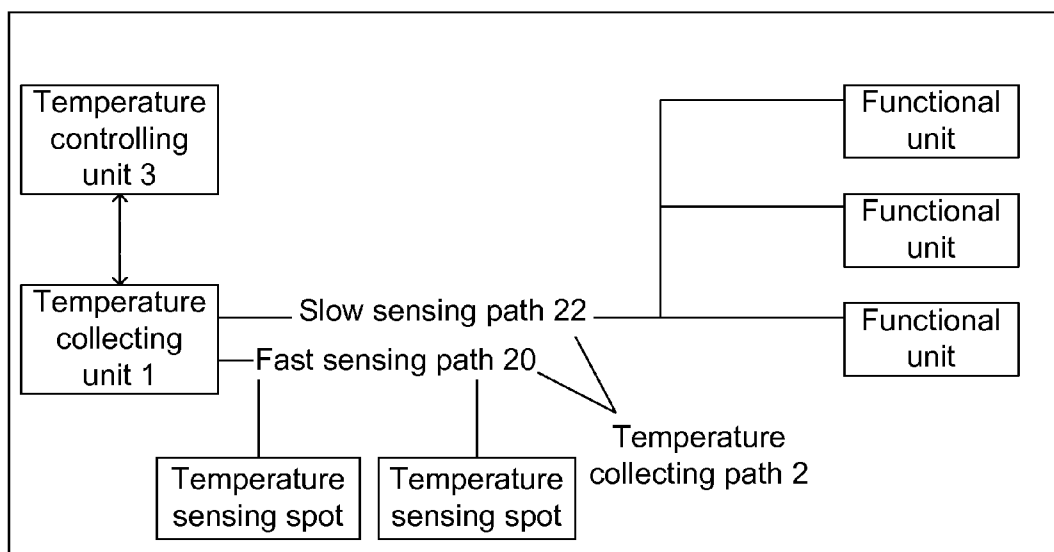 Temperature
controlling
unit 3
Functional
unit
Functional
unit
Temperature
collecting
unit 1
Slow sensing path 22
Functional
unit
Fast sensing path 20
Temperature
collecting path 2
Temperature
sensing spot
Temperature
sensing spot